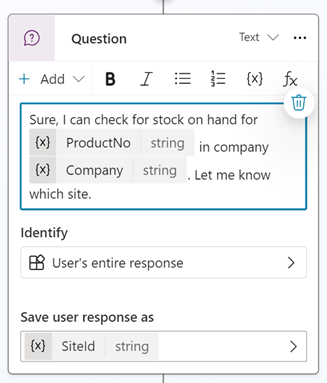 Question Text
+ Add B I {x} fx
Sure, I can check for stock on hand for
{x} ProductNo string in company
{x} Company string . Let me know
which site.
Identify
User's entire response
Save user response as
{x} SiteId string